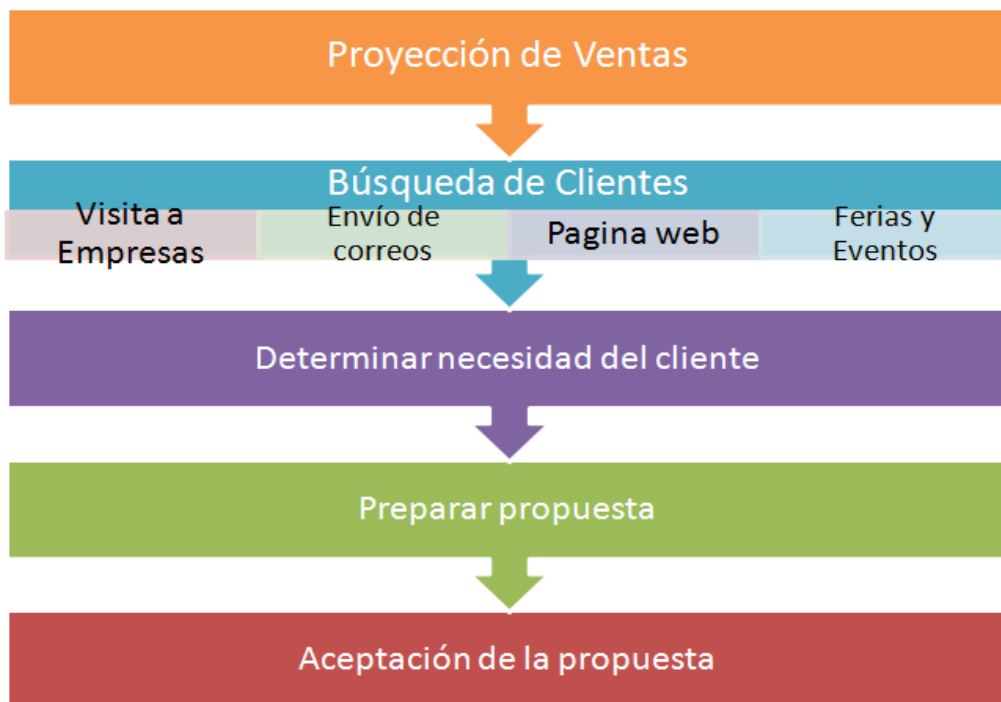 Proyección de Ventas
Búsqueda de Clientes
Visita a
Empresas
Envío de
correos
Pagina web
Ferias y
Eventos
Determinar necesidad del cliente
Preparar propuesta
Aceptación de la propuesta